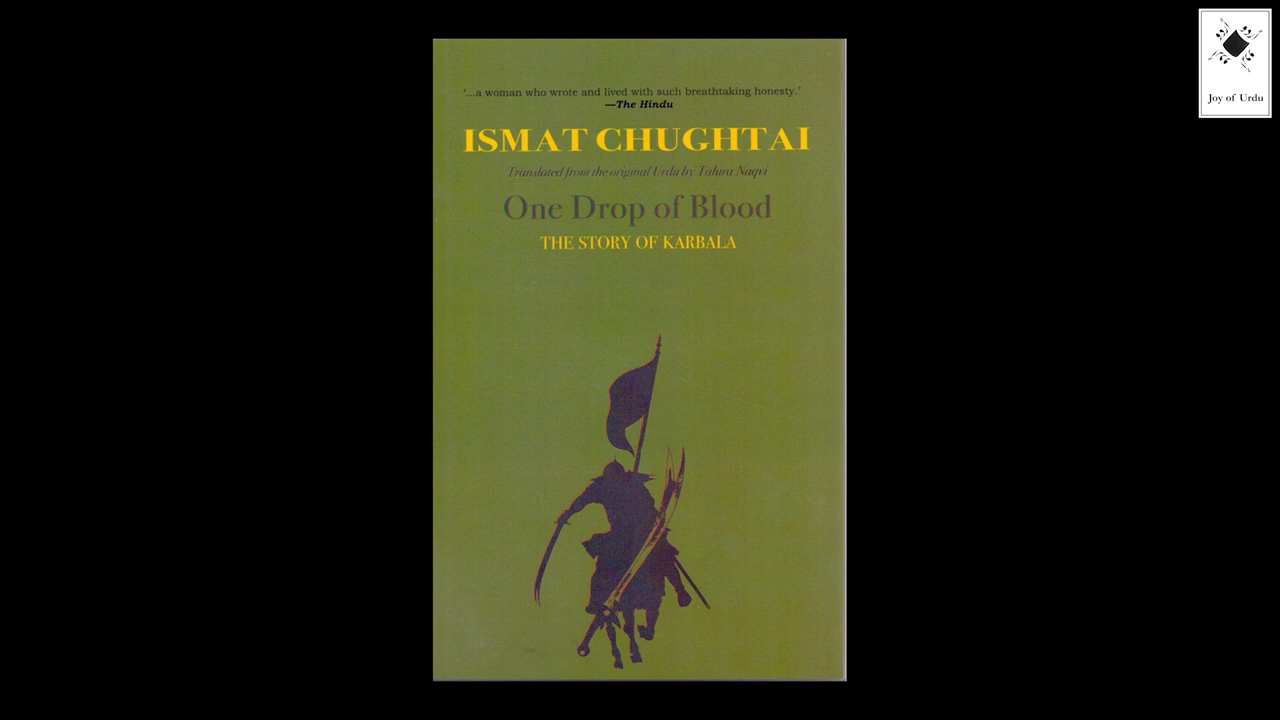 '...a woman who wrote and lived with such breathtaking honesty.'
—The Hindu
ISMAT CHUGHTAI
Translated from the original Urdu by Tahira Naqvi
One Drop of Blood
THE STORY OF KARBALA
Joy of Urdu